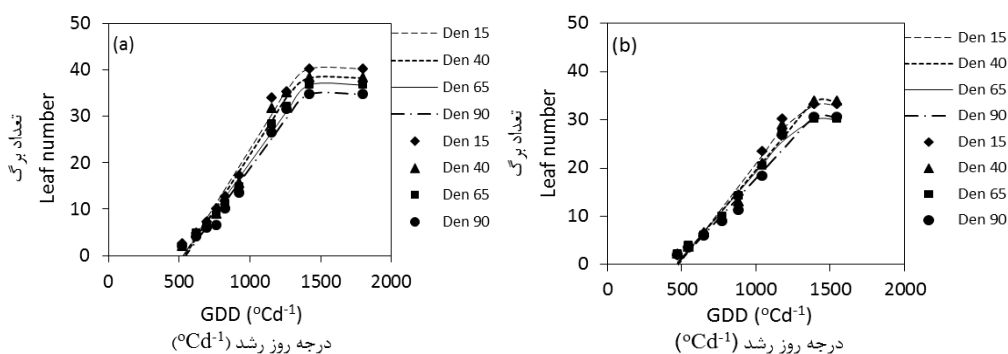 (a)
50
40
30
20
10
0
0 500 1000 1500 2000
تعداد برگ
Leaf number
GDD (°Cd⁻¹)
درجه روز رشد (°Cd⁻¹)
Den 15
Den 40
Den 65
Den 90
Den 15
Den 40
Den 65
Den 90
(b)
50
40
30
20
10
0
0 500 1000 1500 2000
تعداد برگ
Leaf number
GDD (°Cd⁻¹)
درجه روز رشد (°Cd⁻¹)
Den 15
Den 40
Den 65
Den 90
Den 15
Den 40
Den 65
Den 90